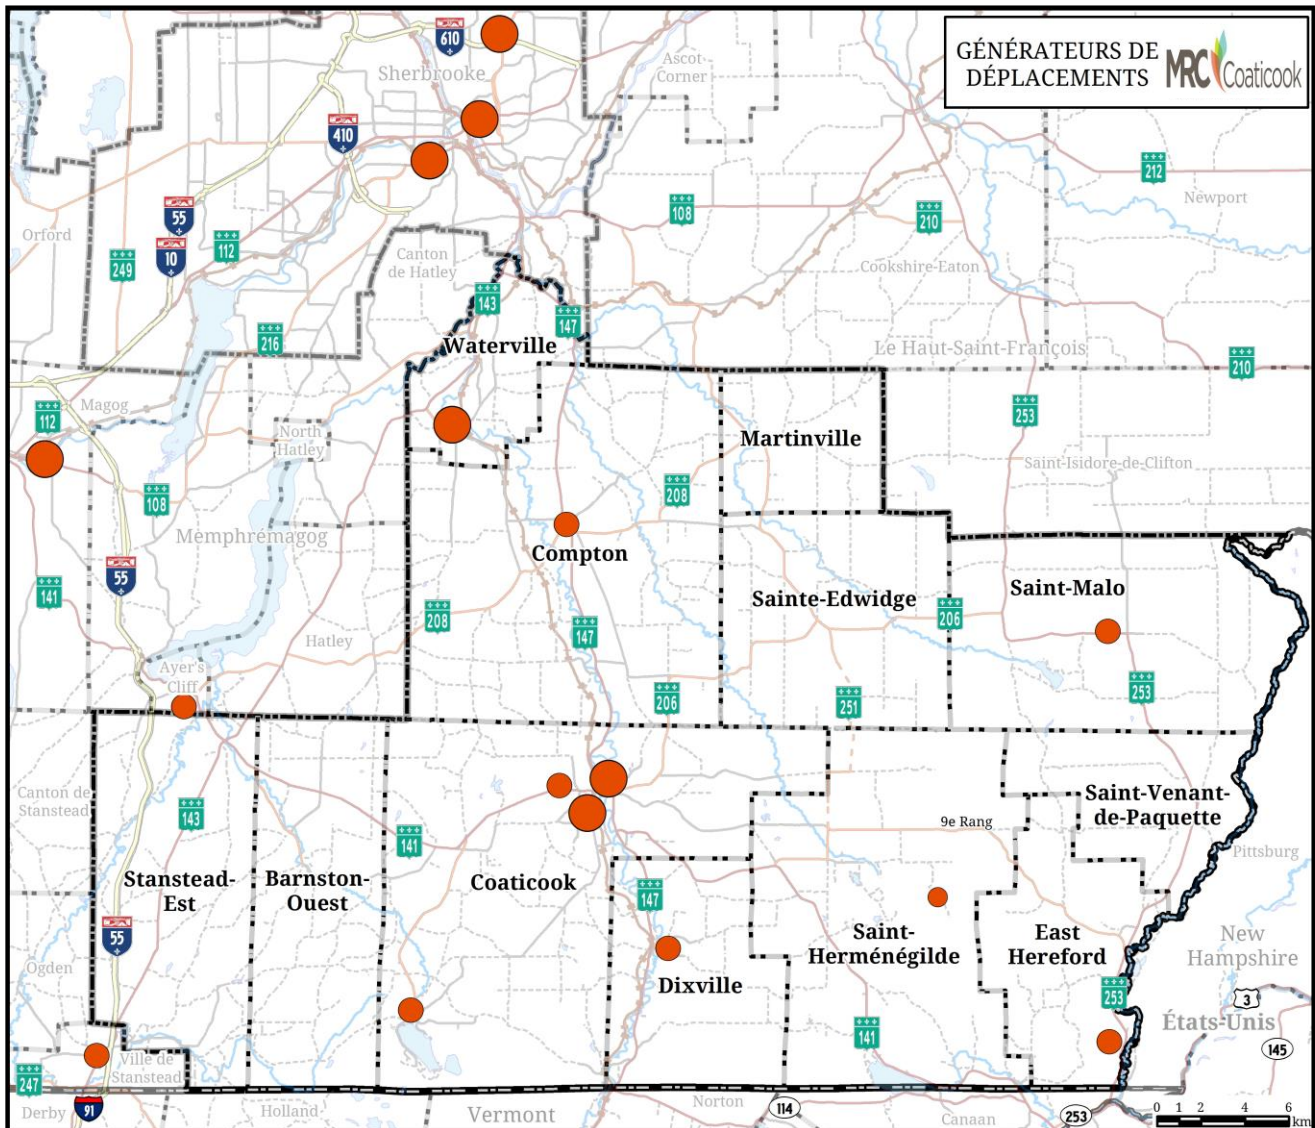 GÉNÉRATEURS DE
DÉPLACEMENTS
MRC Coaticook
610
Sherbrooke
Ascot
Corner
410
212
Newport
55
108
210
Orford
10
112
249
Canton
de Hatley
Cookshire-Eaton
143
147
216
Waterville
Le Haut-Saint-François
210
112
Magog
253
North
Hatley
Martinville
Saint-Isidore-de-Clifton
108
208
Memphrémagog
Compton
55
141
Sainte-Edwidge
Saint-Malo
208
206
147
Hatley
Ayer's
Cliff
206
251
253
Canton de
Stanstead
143
141
Saint-Venant-
de-Paquette
9e Rang
Pittsburg
Stanstead-
Est
Barnston-
Ouest
Coaticook
147
55
Saint-
Herménégilde
East
Hereford
New
Hampshire
Ogden
Dixville
253
3
États-Unis
141
145
Ville de
Stanstead
247
Derby
91
Holland
Vermont
Norton
114
Canaan
253
0 1 2 4 6
km